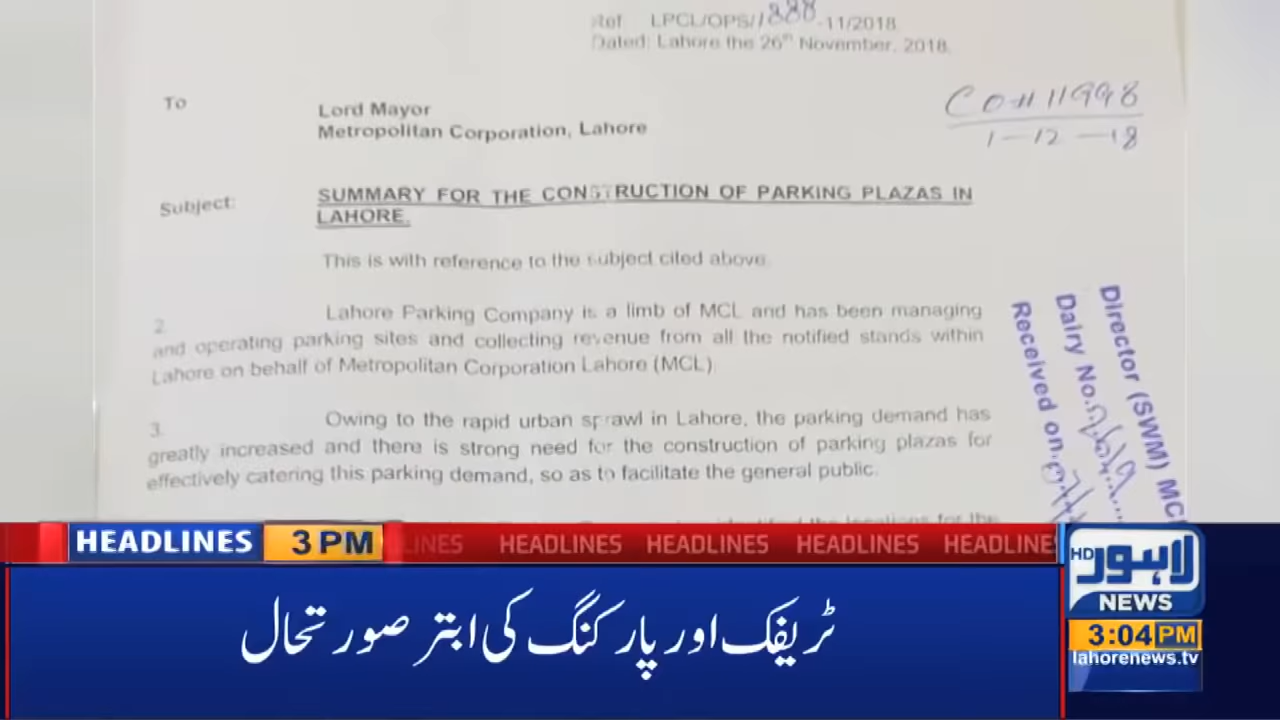 Ref: LPCL/OPS/1888-11/2018
Dated: Lahore the 26th November, 2018
To
Lord Mayor
Metropolitan Corporation, Lahore
CO# 11998
1-12-18
Subject: SUMMARY FOR THE CONSTRUCTION OF PARKING PLAZAS IN
LAHORE.
This is with reference to the subject cited above.
2. Lahore Parking Company is a limb of MCL and has been managing
and operating parking sites and collecting revenue from all the notified stands within
Lahore on behalf of Metropolitan Corporation Lahore (MCL).
3. Owing to the rapid urban sprawl in Lahore, the parking demand has
greatly increased and there is strong need for the construction of parking plazas for
effectively catering this parking demand, so as to facilitate the general public.
Director (SWM) MCL
Dairy No.
Received on
HEADLINES 3 PM HEADLINES HEADLINES HEADLINES HEADLINES
ٹریفک اور پارکنگ کی ابتر صورتحال
HD لاہور
NEWS
3:04 PM
lahorenews.tv